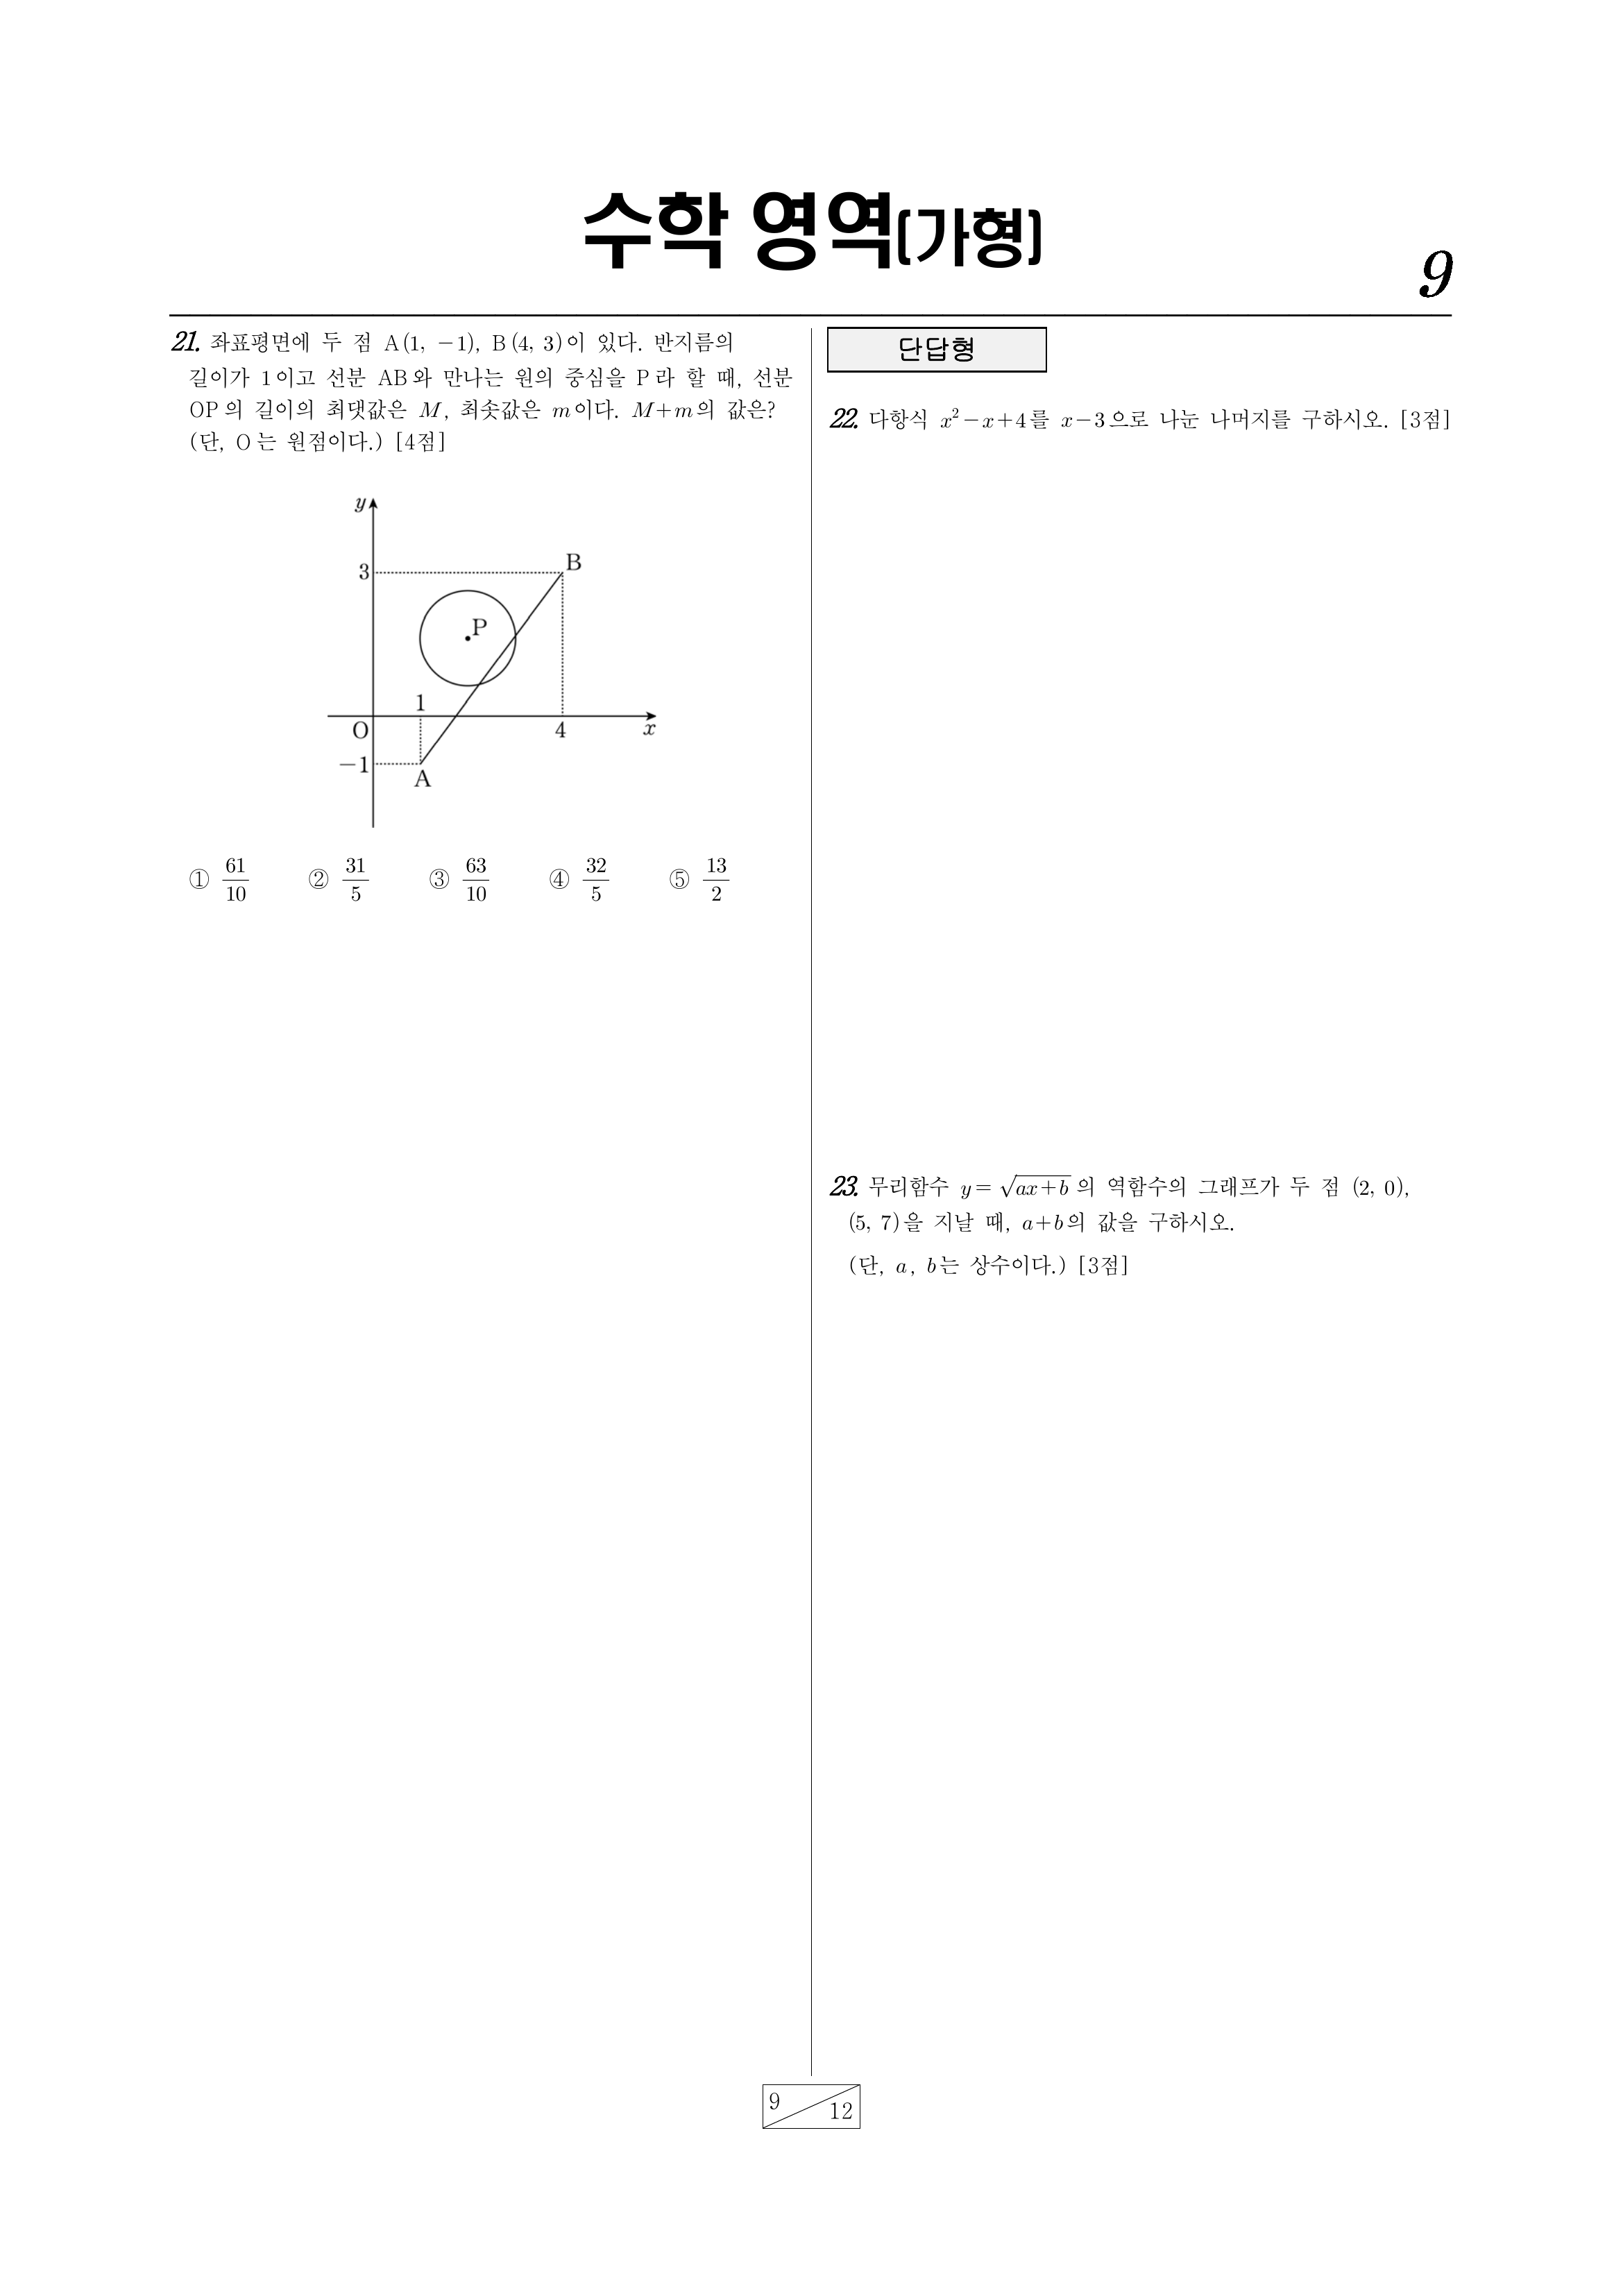 수학 영역(가형)
9
21. 좌표평면에 두 점 A(1, −1), B(4, 3)이 있다. 반지름의
길이가 1이고 선분 AB와 만나는 원의 중심을 P라 할 때, 선분
OP의 길이의 최댓값은 M, 최솟값은 m이다. M+m의 값은?
(단, O는 원점이다.) [4점]
y
3
B
P
1
O
4
x
−1
A
① 61/10 ② 31/5 ③ 63/10 ④ 32/5 ⑤ 13/2
단답형
22. 다항식 x²−x+4를 x−3으로 나눈 나머지를 구하시오. [3점]
23. 무리함수 y=√(ax+b)의 역함수의 그래프가 두 점 (2, 0),
(5, 7)을 지날 때, a+b의 값을 구하시오.
(단, a, b는 상수이다.) [3점]
9
12